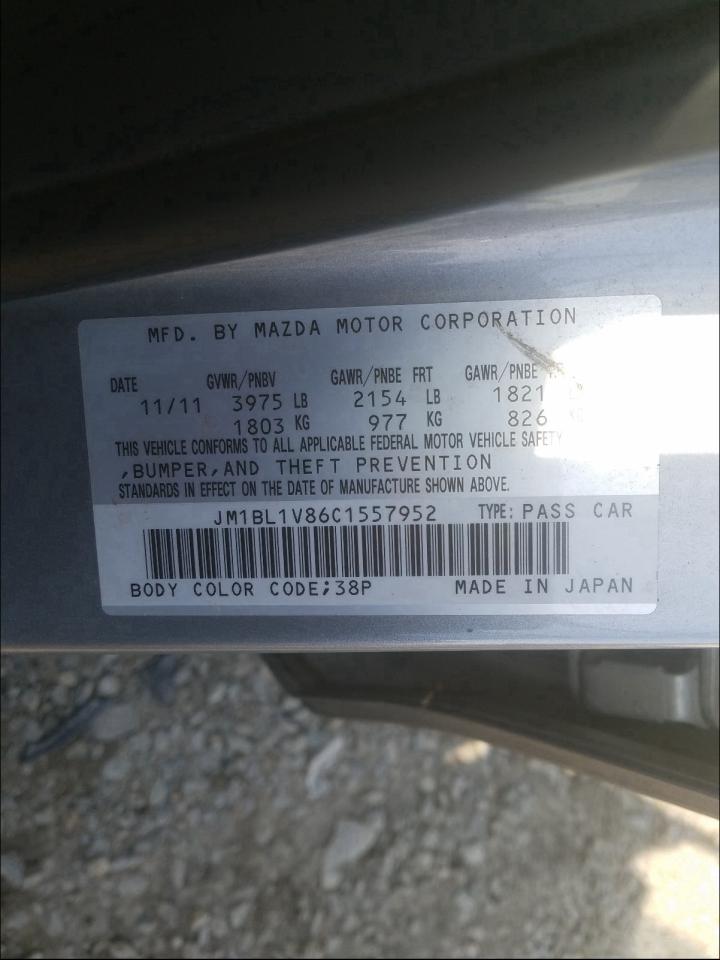 MFD. BY MAZDA MOTOR CORPORATION
DATE GVWR/PNBV GAWR/PNBE FRT GAWR/PNBE
11/11 3975 LB 2154 LB 1821
1803 KG 977 KG 826
THIS VEHICLE CONFORMS TO ALL APPLICABLE FEDERAL MOTOR VEHICLE SAFETY
,BUMPER,AND THEFT PREVENTION
STANDARDS IN EFFECT ON THE DATE OF MANUFACTURE SHOWN ABOVE.
JM1BL1V86C1557952 TYPE: PASS CAR
BODY COLOR CODE;38P MADE IN JAPAN